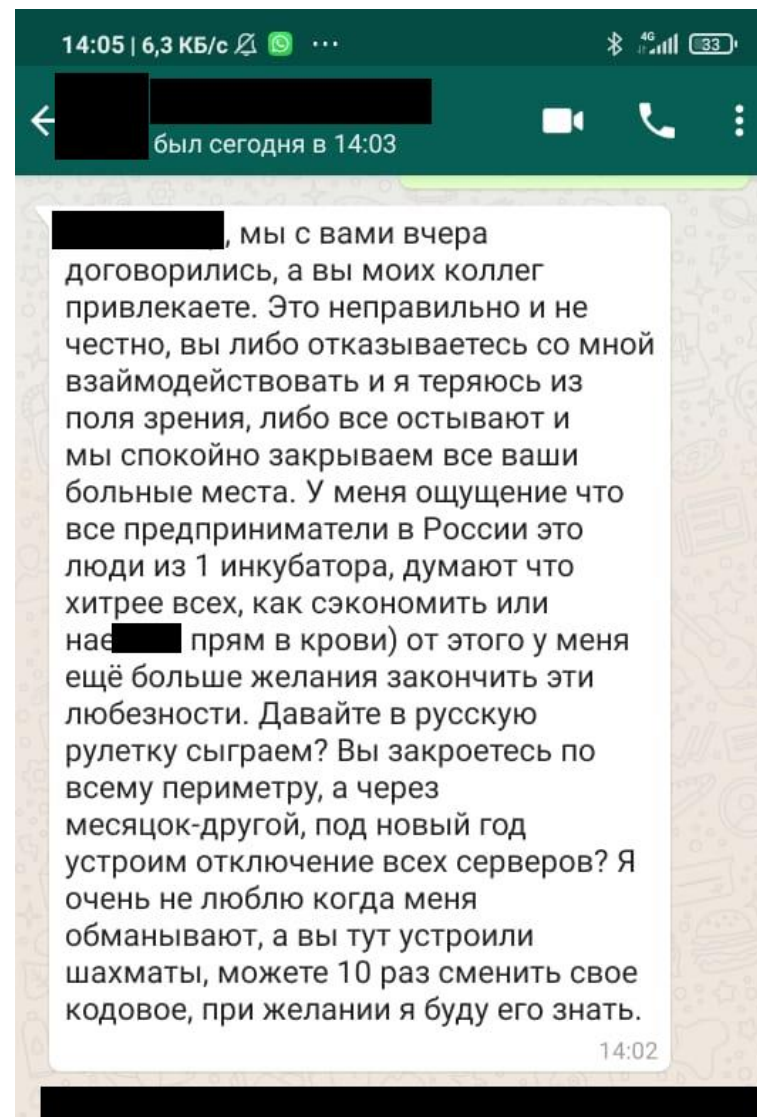 14:05 | 6,3 КБ/с ...
4G 33
был сегодня в 14:03
, мы с вами вчера
договорились, а вы моих коллег
привлекаете. Это неправильно и не
честно, вы либо отказываетесь со мной
взаимодействовать и я теряюсь из
поля зрения, либо все остывают и
мы спокойно закрываем все ваши
больные места. У меня ощущение что
все предприниматели в России это
люди из 1 инкубатора, думают что
хитрее всех, как сэкономить или
нае прям в крови) от этого у меня
ещё больше желания закончить эти
любезности. Давайте в русскую
рулетку сыграем? Вы закроетесь по
всему периметру, а через
месяцок-другой, под новый год
устроим отключение всех серверов? Я
очень не люблю когда меня
обманывают, а вы тут устроили
шахматы, можете 10 раз сменить свое
кодовое, при желании я буду его знать.
14:02